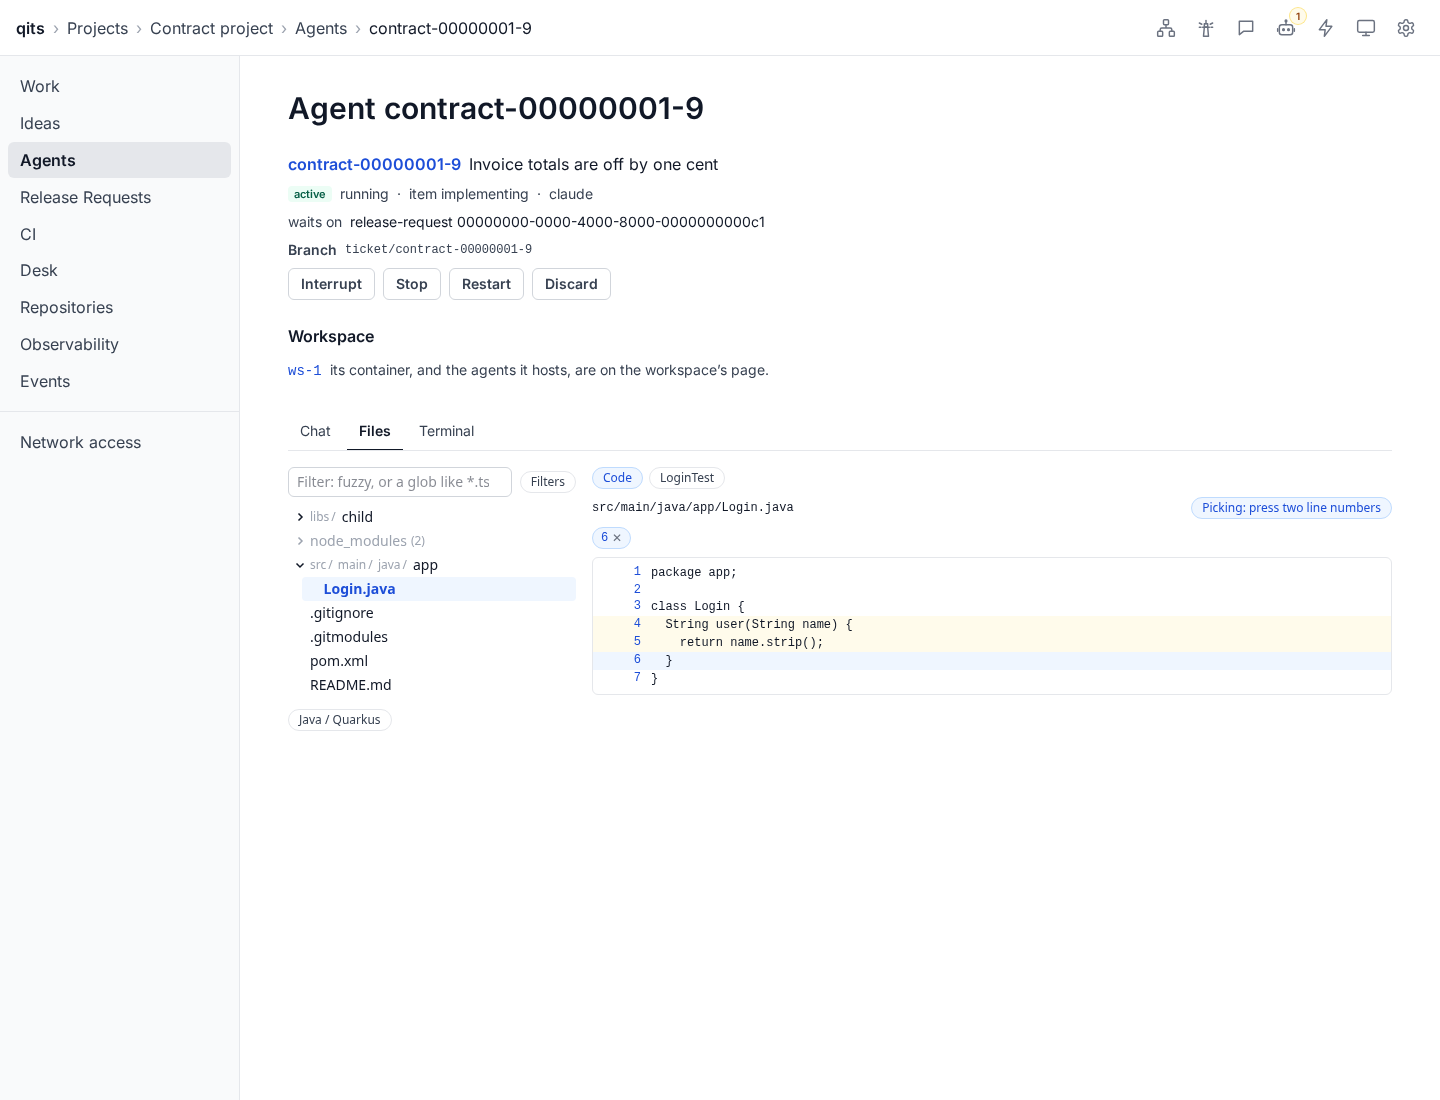 qits › Projects › Contract project › Agents › contract-00000001-9
1
Work
Ideas
Agents
Release Requests
CI
Desk
Repositories
Observability
Events
Network access
Agent contract-00000001-9
contract-00000001-9 Invoice totals are off by one cent
active running · item implementing · claude
waits on release-request 00000000-0000-4000-8000-0000000000c1
Branch ticket/contract-00000001-9
Interrupt Stop Restart Discard
Workspace
ws-1 its container, and the agents it hosts, are on the workspace’s page.
Chat Files Terminal
Filter: fuzzy, or a glob like *.ts Filters
libs/ child
node_modules (2)
src/ main/ java/ app
Login.java
.gitignore
.gitmodules
pom.xml
README.md
Java / Quarkus
Code LoginTest
src/main/java/app/Login.java Picking: press two line numbers
6 ×
1 package app;
2
3 class Login {
4 String user(String name) {
5 return name.strip();
6 }
7 }